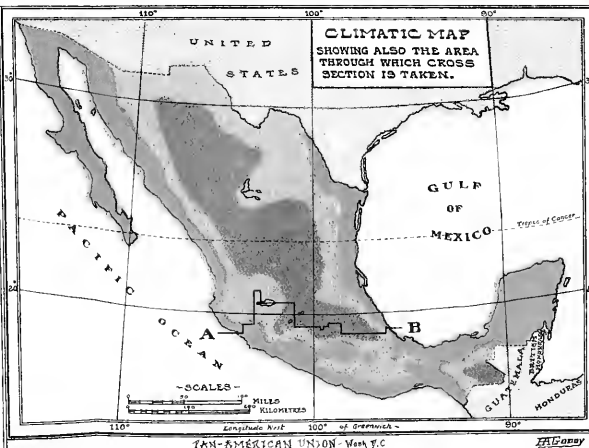 110°
100°
90°
CLIMATIC MAP
SHOWING ALSO THE AREA
THROUGH WHICH CROSS
SECTION IS TAKEN.
UNITED
STATES
GULF
OF
MEXICO
Tropic of Cancer
PACIFIC OCEAN
A
B
GUATEMALA
BRITISH HONDURAS
HONDURAS
-SCALES-
MILES
KILOMETRES
Longitude West of Greenwich
110°
100°
90°
PAN-AMERICAN UNION-Wash D.C